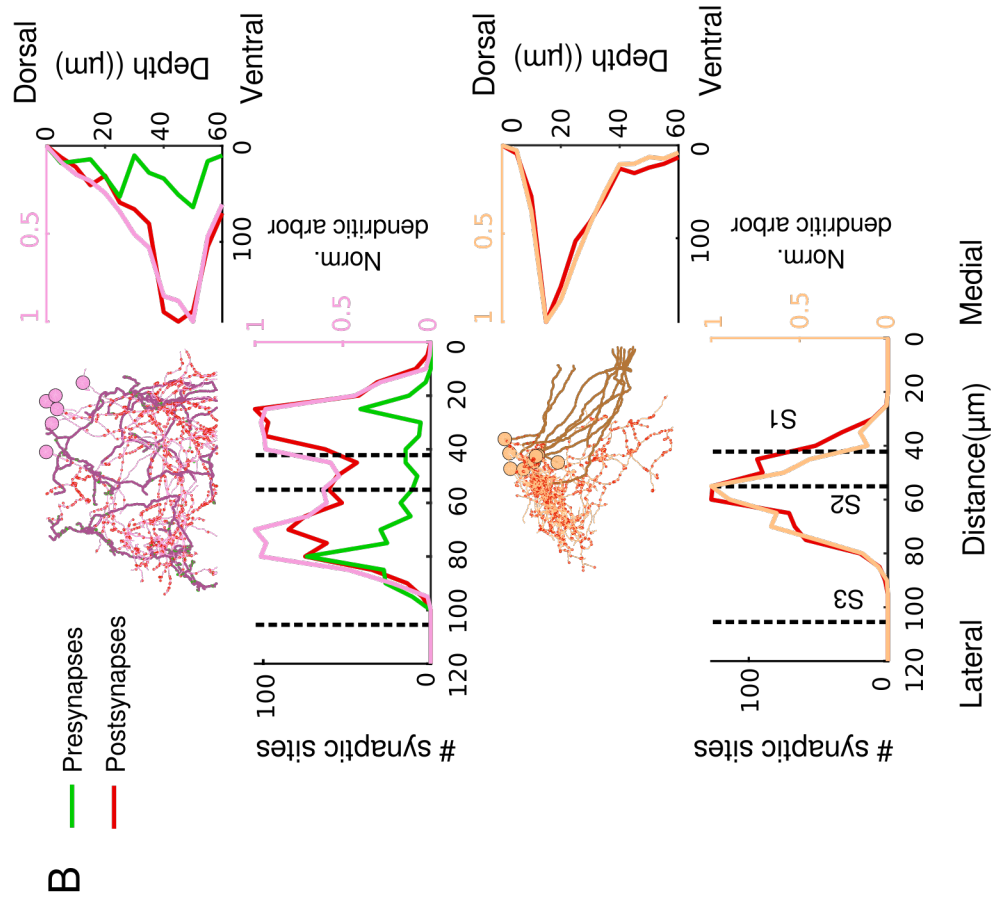 B
Presynapses
Postsynapses
Dorsal
Depth ((µm)
Ventral
0
20
40
60
0
100
1
0.5
Norm.
dendritic arbor
1
0.5
0
# synaptic sites
100
0
120
100
80
60
40
20
0
Dorsal
Depth ((µm)
Ventral
0
20
40
60
0
100
1
0.5
Norm.
dendritic arbor
1
0.5
0
S1
S2
S3
# synaptic sites
100
0
120
100
80
60
40
20
0
Lateral
Distance(µm)
Medial